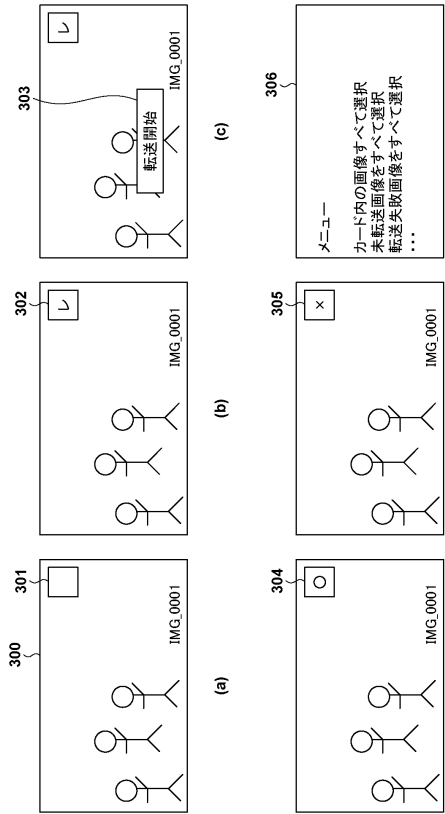 300
301
IMG_0001
(a)
302
レ
IMG_0001
(b)
303
レ
転送開始
IMG_0001
(c)
304
○
IMG_0001
305
×
IMG_0001
306
メニュー
カード内の画像すべて選択
未転送画像をすべて選択
転送失敗画像をすべて選択
•••